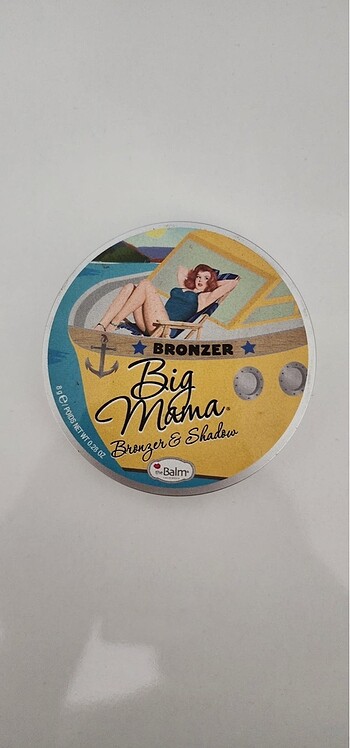 BRONZER
Big
Mama®
Bronzer & Shadow
theBalm®
8 g ℮ / POIDS NET WT 0.28 OZ